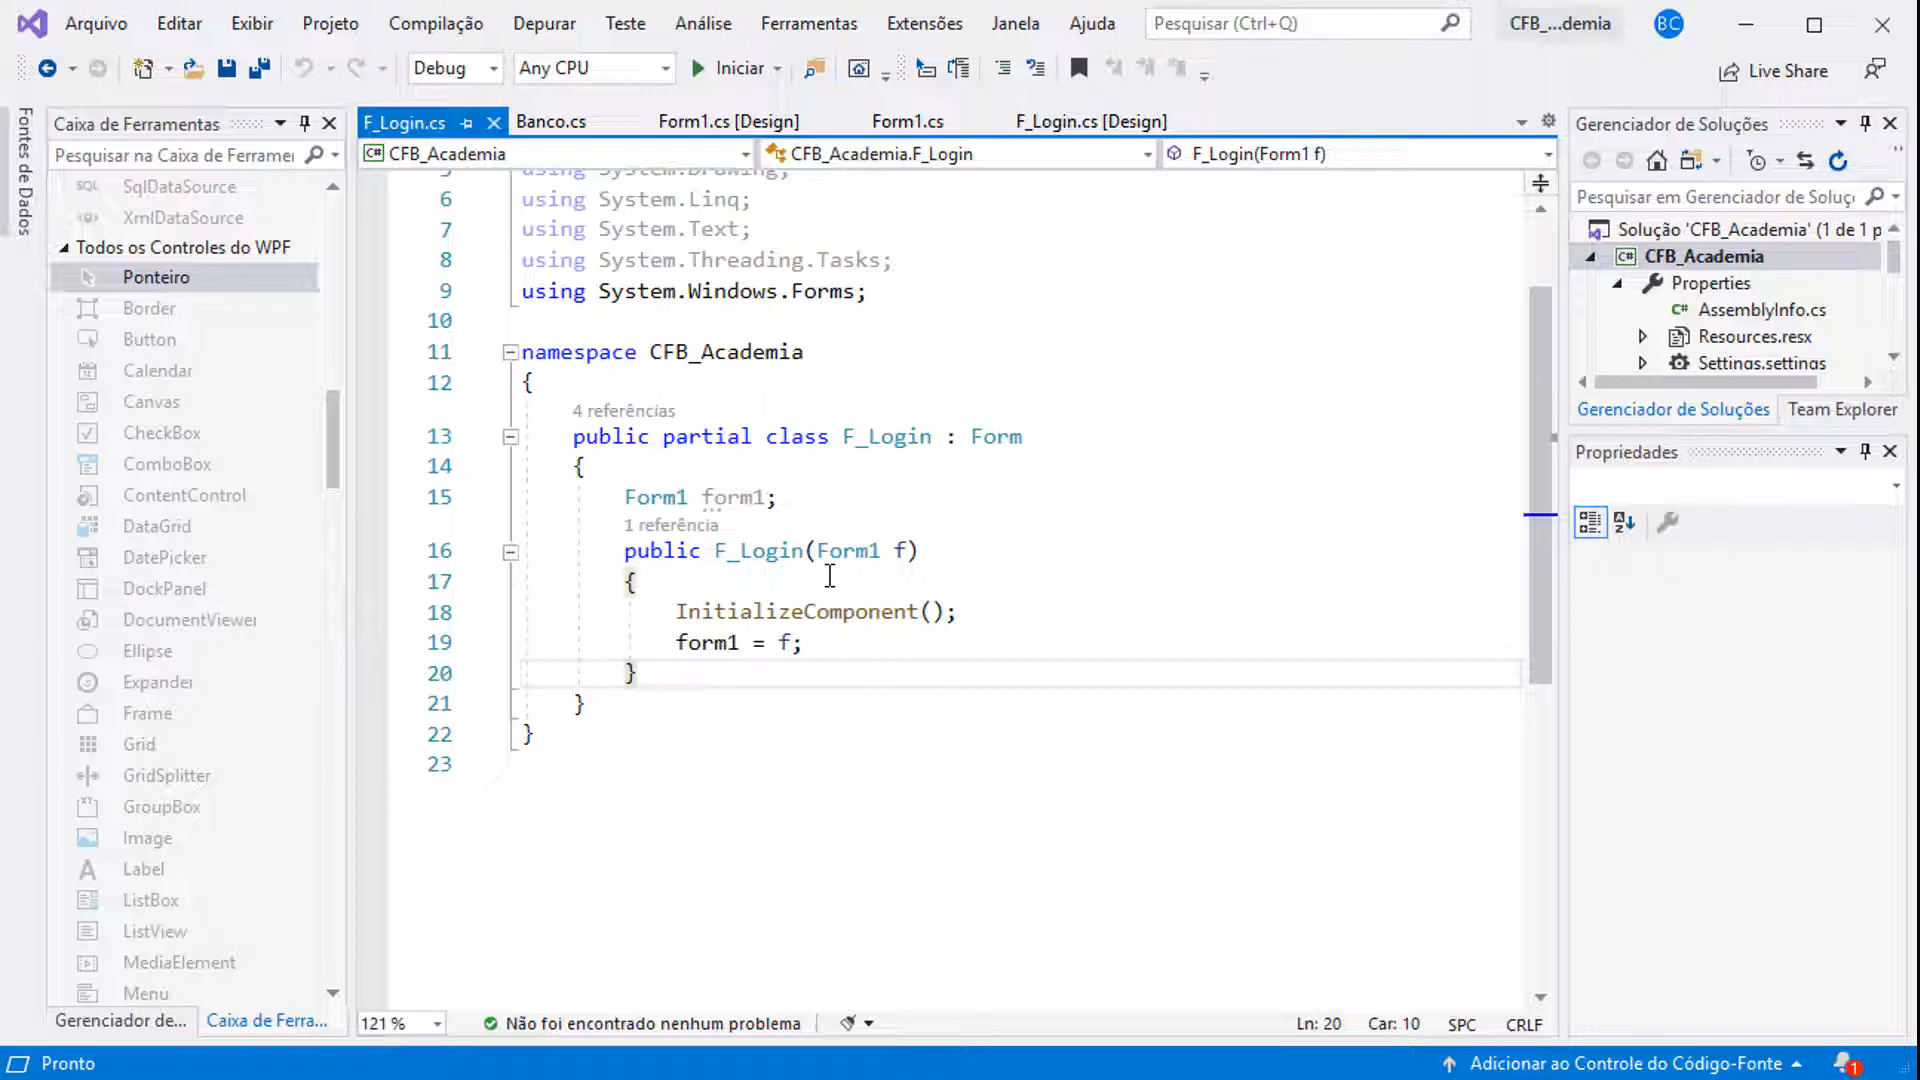 Arquivo Editar Exibir Projeto Compilação Depurar Teste Análise Ferramentas Extensões Janela Ajuda Pesquisar (Ctrl+Q) CFB_...demia BC
Debug Any CPU Iniciar Live Share
Fontes de Dados
Caixa de Ferramentas
Pesquisar na Caixa de Ferramer
SqlDataSource
XmlDataSource
Todos os Controles do WPF
Ponteiro
Border
Button
Calendar
Canvas
CheckBox
ComboBox
ContentControl
DataGrid
DatePicker
DockPanel
DocumentViewer
Ellipse
Expander
Frame
Grid
GridSplitter
GroupBox
Image
Label
ListBox
ListView
MediaElement
Menu
Gerenciador de... Caixa de Ferra...
F_Login.cs Banco.cs Form1.cs [Design] Form1.cs F_Login.cs [Design]
CFB_Academia CFB_Academia.F_Login F_Login(Form1 f)
5 using System.Drawing;
6 using System.Linq;
7 using System.Text;
8 using System.Threading.Tasks;
9 using System.Windows.Forms;
10
11 namespace CFB_Academia
12 {
4 referências
13 public partial class F_Login : Form
14 {
15 Form1 form1;
1 referência
16 public F_Login(Form1 f)
17 {
18 InitializeComponent();
19 form1 = f;
20 }
21 }
22 }
23
121 % Não foi encontrado nenhum problema Ln: 20 Car: 10 SPC CRLF
Gerenciador de Soluções
Pesquisar em Gerenciador de Soluç
Solução 'CFB_Academia' (1 de 1 p
CFB_Academia
Properties
AssemblyInfo.cs
Resources.resx
Settings.settings
Gerenciador de Soluções Team Explorer
Propriedades
Pronto Adicionar ao Controle do Código-Fonte 1